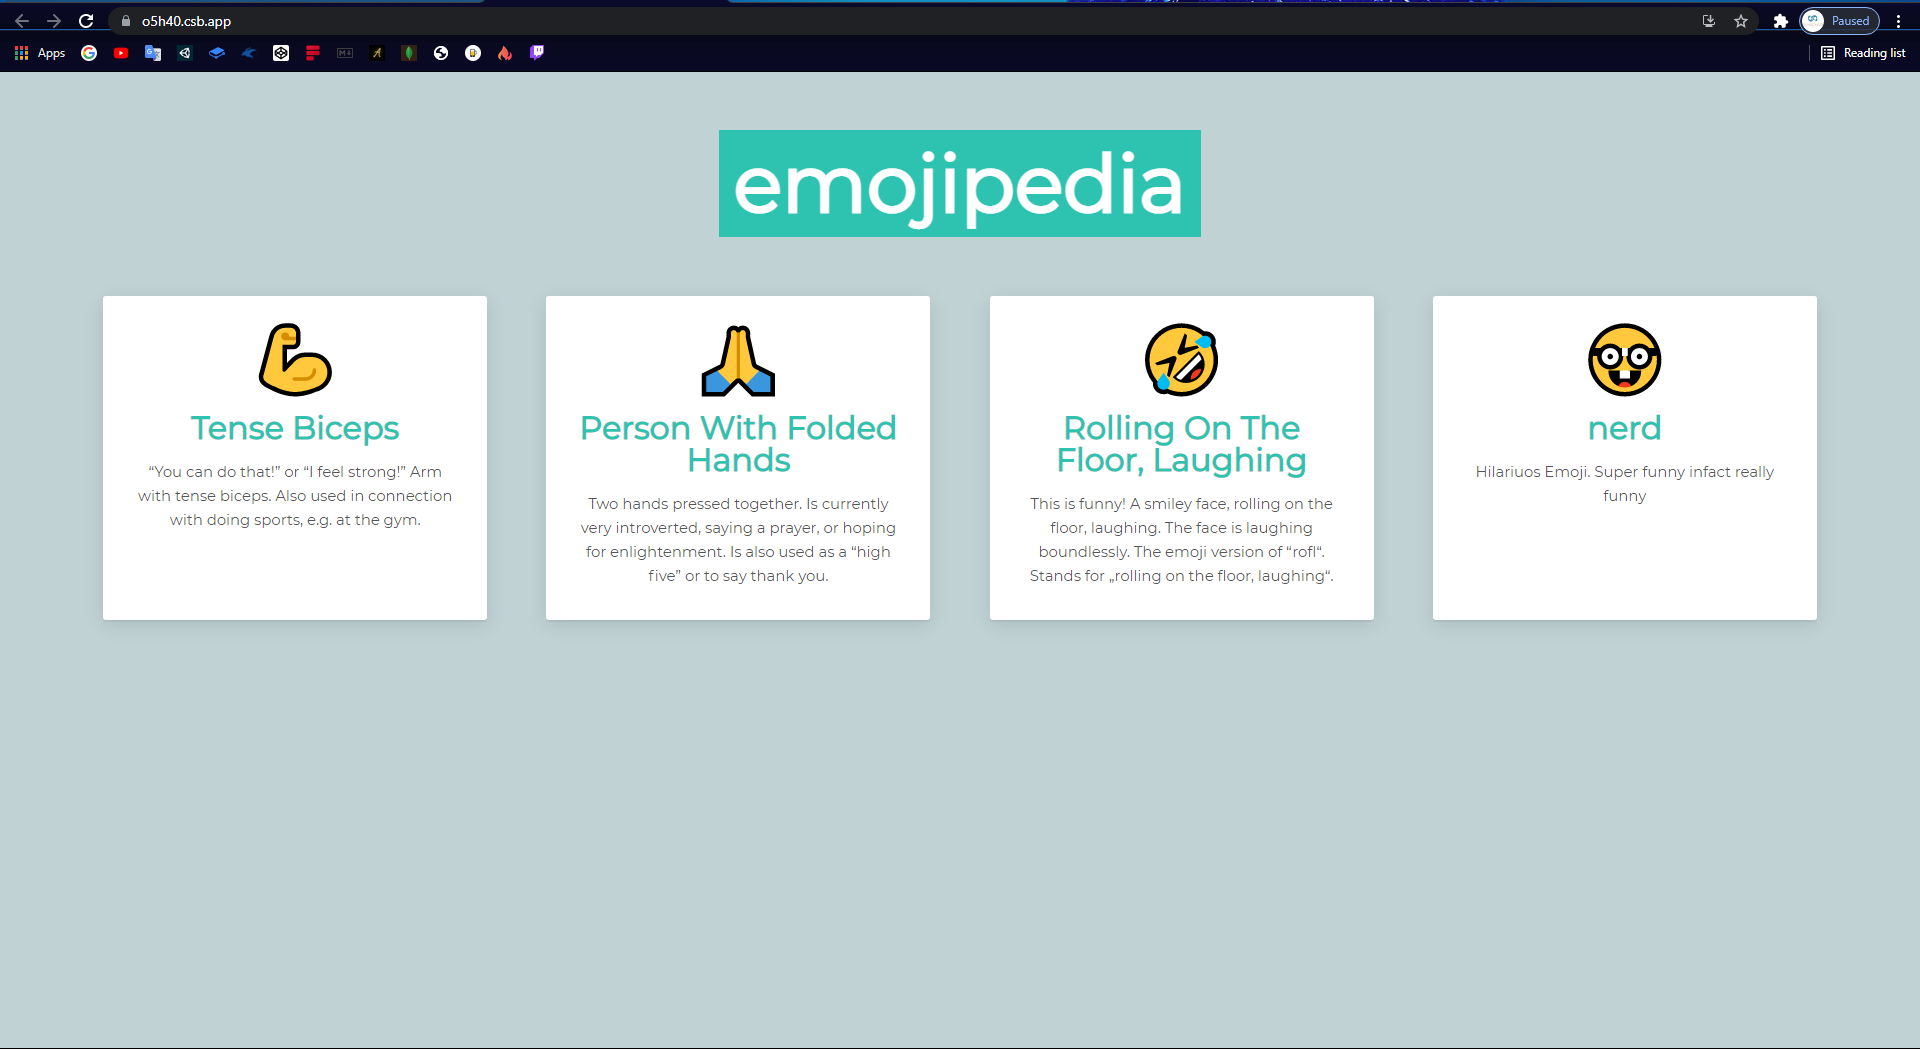 o5h40.csb.app
Paused
Apps
Reading list
emojipedia
Tense Biceps
“You can do that!” or “I feel strong!” Arm
with tense biceps. Also used in connection
with doing sports, e.g. at the gym.
Person With Folded
Hands
Two hands pressed together. Is currently
very introverted, saying a prayer, or hoping
for enlightenment. Is also used as a “high
five” or to say thank you.
Rolling On The
Floor, Laughing
This is funny! A smiley face, rolling on the
floor, laughing. The face is laughing
boundlessly. The emoji version of “rofl“.
Stands for „rolling on the floor, laughing“.
nerd
Hilariuos Emoji. Super funny infact really
funny